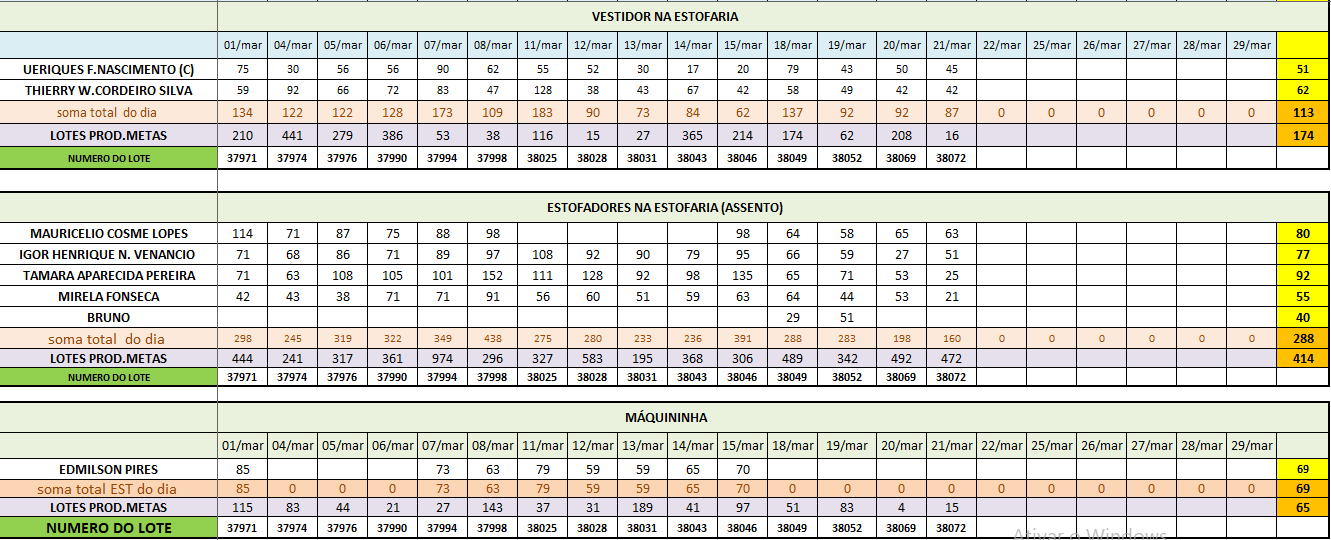 VESTIDOR NA ESTOFARIA
01/mar 04/mar 05/mar 06/mar 07/mar 08/mar 11/mar 12/mar 13/mar 14/mar 15/mar 18/mar 19/mar 20/mar 21/mar 22/mar 25/mar 26/mar 27/mar 28/mar 29/mar
UERIQUES F.NASCIMENTO (C) 75 30 56 56 90 62 55 52 30 17 20 79 43 50 45 51
THIERRY W.CORDEIRO SILVA 59 92 66 72 83 47 128 38 43 67 42 58 49 42 42 62
soma total do dia 134 122 122 128 173 109 183 90 73 84 62 137 92 92 87 0 0 0 0 0 0 113
LOTES PROD.METAS 210 441 279 386 53 38 116 15 27 365 214 174 62 208 16 174
NUMERO DO LOTE 37971 37974 37976 37990 37994 37998 38025 38028 38031 38043 38046 38049 38052 38069 38072
ESTOFADORES NA ESTOFARIA (ASSENTO)
MAURICELIO COSME LOPES 114 71 87 75 88 98 98 64 58 65 63 80
IGOR HENRIQUE N. VENANCIO 71 68 86 71 89 97 108 92 90 79 95 66 59 27 51 77
TAMARA APARECIDA PEREIRA 71 63 108 105 101 152 111 128 92 98 135 65 71 53 25 92
MIRELA FONSECA 42 43 38 71 71 91 56 60 51 59 63 64 44 53 21 55
BRUNO 29 51 40
soma total do dia 298 245 319 322 349 438 275 280 233 236 391 288 283 198 160 0 0 0 0 0 0 288
LOTES PROD.METAS 444 241 317 361 974 296 327 583 195 368 306 489 342 492 472 414
NUMERO DO LOTE 37971 37974 37976 37990 37994 37998 38025 38028 38031 38043 38046 38049 38052 38069 38072
MÁQUININHA
01/mar 04/mar 05/mar 06/mar 07/mar 08/mar 11/mar 12/mar 13/mar 14/mar 15/mar 18/mar 19/mar 20/mar 21/mar 22/mar 25/mar 26/mar 27/mar 28/mar 29/mar
EDMILSON PIRES 85 73 63 79 59 59 65 70 69
soma total EST do dia 85 0 0 0 73 63 79 59 59 65 70 0 0 0 0 0 0 0 0 0 0 69
LOTES PROD.METAS 115 83 44 21 27 143 37 31 189 41 97 51 83 4 15 65
NUMERO DO LOTE 37971 37974 37976 37990 37994 37998 38025 38028 38031 38043 38046 38049 38052 38069 38072
Ativar o Windows